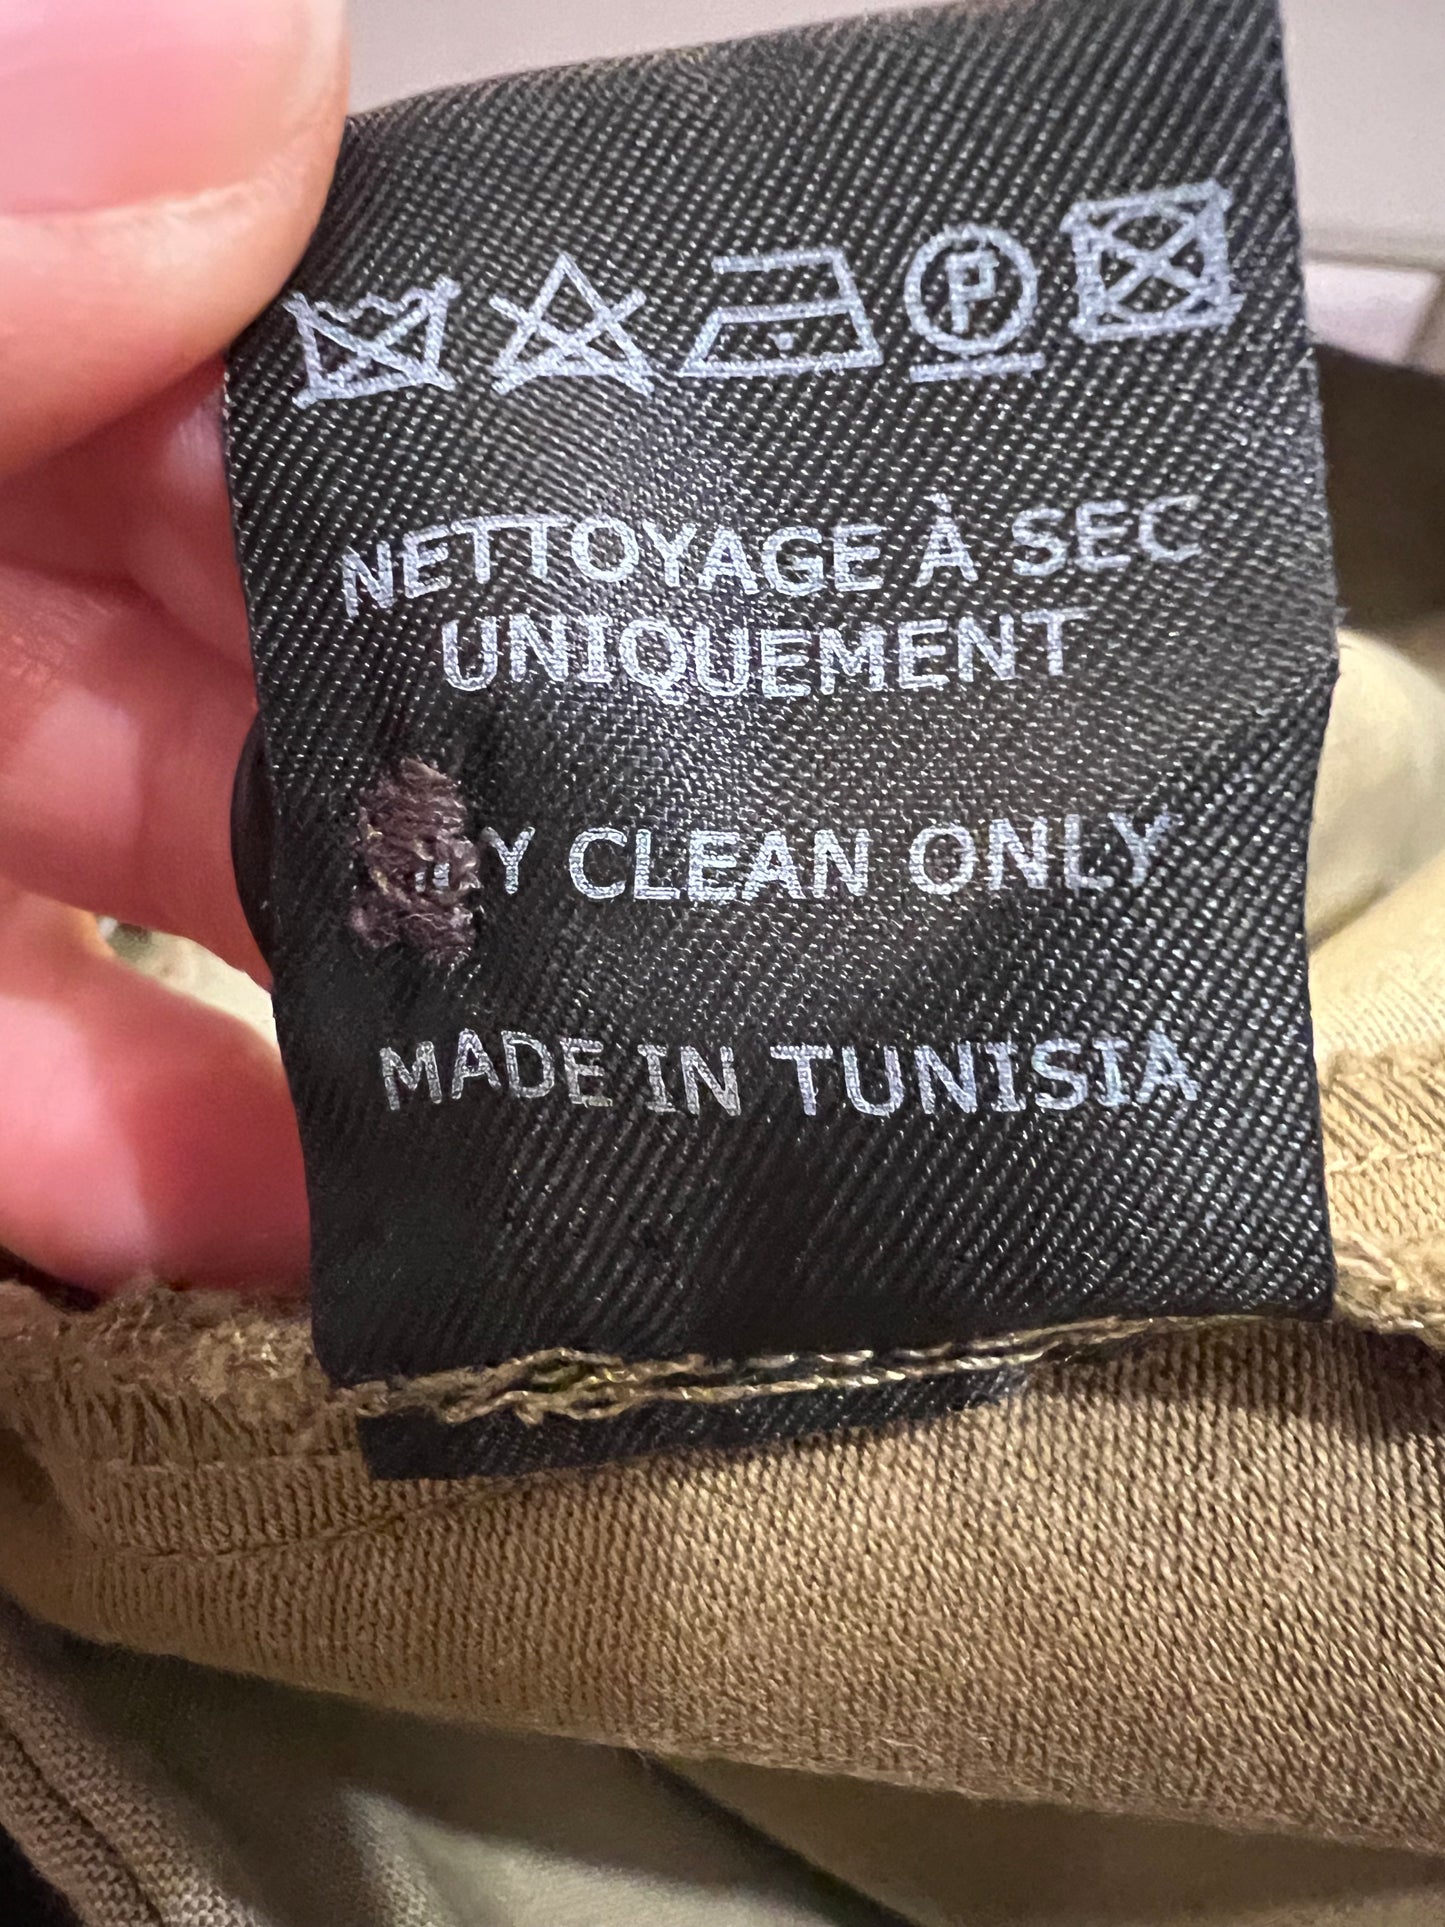 P
NETTOYAGE À SEC
UNIQUEMENT
CLEAN ONLY
MADE IN TUNISIA